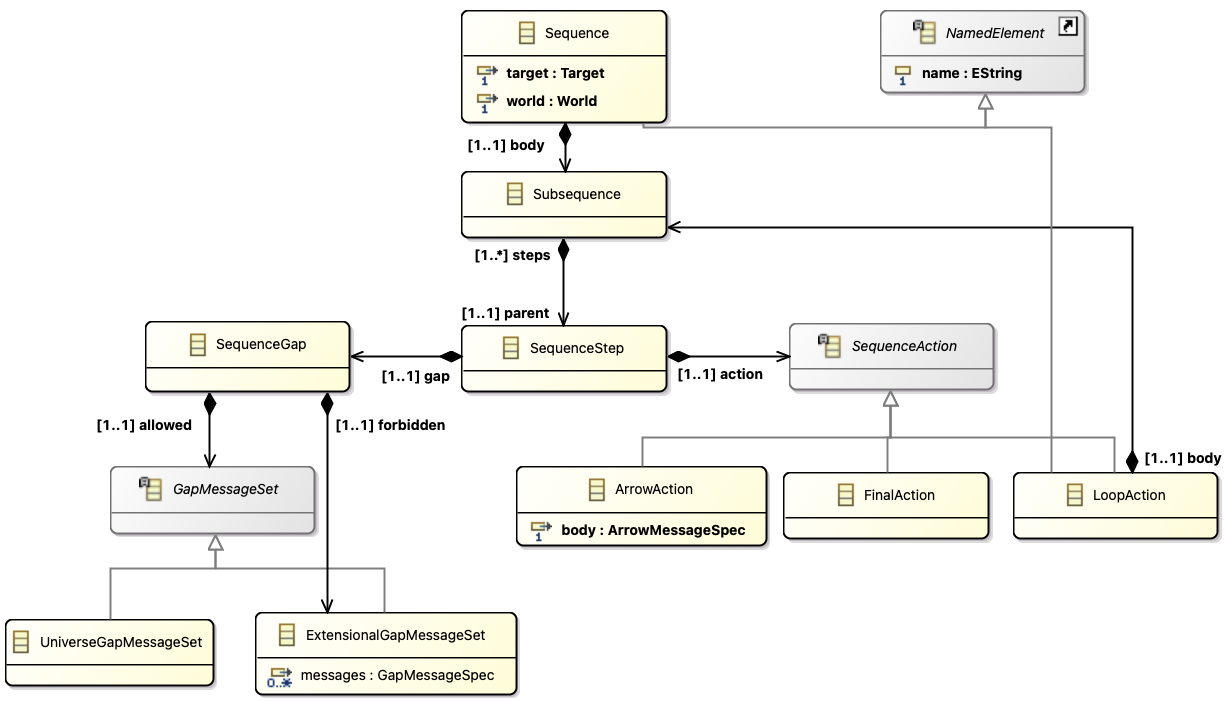 Sequence
target : Target
world : World
NamedElement
name : EString
[1..1] body
Subsequence
[1..*] steps
[1..1] parent
SequenceGap
SequenceStep
SequenceAction
[1..1] gap
[1..1] action
[1..1] allowed
[1..1] forbidden
[1..1] body
GapMessageSet
ArrowAction
FinalAction
LoopAction
body : ArrowMessageSpec
UniverseGapMessageSet
ExtensionalGapMessageSet
messages : GapMessageSpec
1
1
1
1
0..*